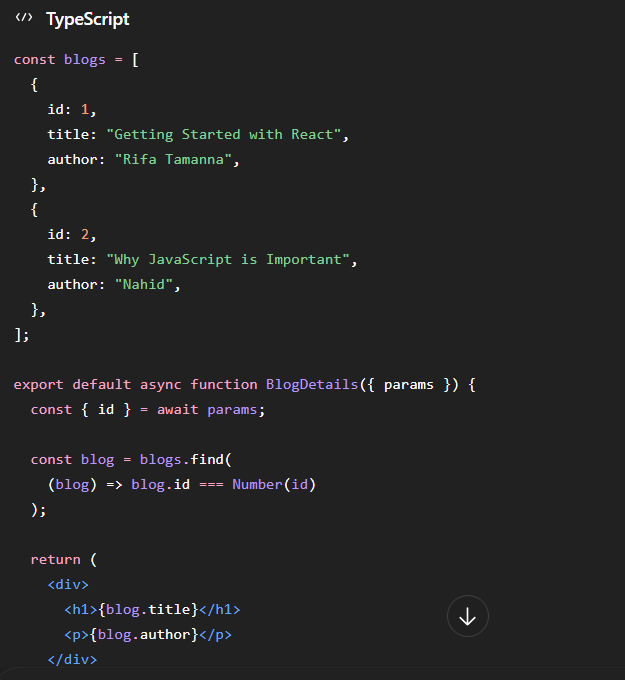 </> TypeScript
const blogs = [
  {
    id: 1,
    title: "Getting Started with React",
    author: "Rifa Tamanna",
  },
  {
    id: 2,
    title: "Why JavaScript is Important",
    author: "Nahid",
  },
];

export default async function BlogDetails({ params }) {
  const { id } = await params;

  const blog = blogs.find(
    (blog) => blog.id === Number(id)
  );

  return (
    <div>
      <h1>{blog.title}</h1>
      <p>{blog.author}</p>
    </div>